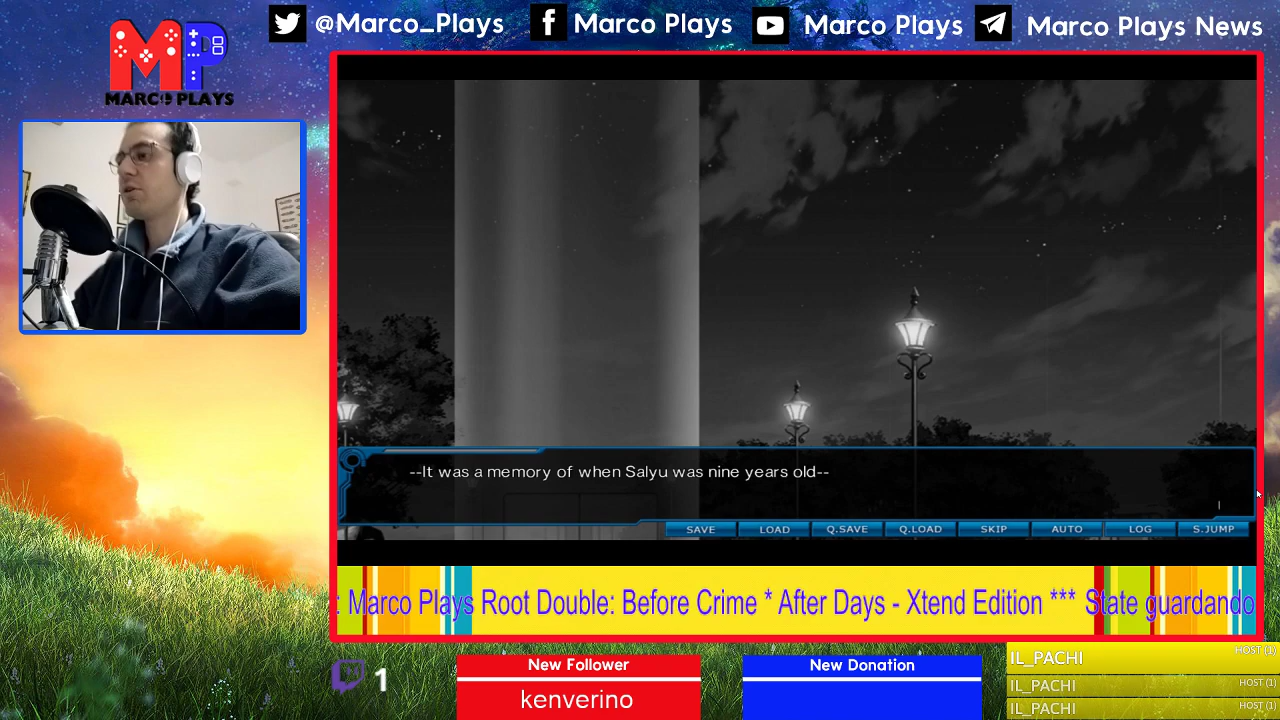 @Marco_Plays
Marco Plays
Marco Plays
Marco Plays News
MP
MARCO PLAYS
--It was a memory of when Salyu was nine years old--
SAVE
LOAD
Q.SAVE
Q.LOAD
SKIP
AUTO
LOG
S.JUMP
: Marco Plays Root Double: Before Crime * After Days - Xtend Edition *** State guardando
1
New Follower
kenverino
New Donation
IL_PACHI HOST (1)
IL_PACHI HOST (1)
IL_PACHI HOST (1)